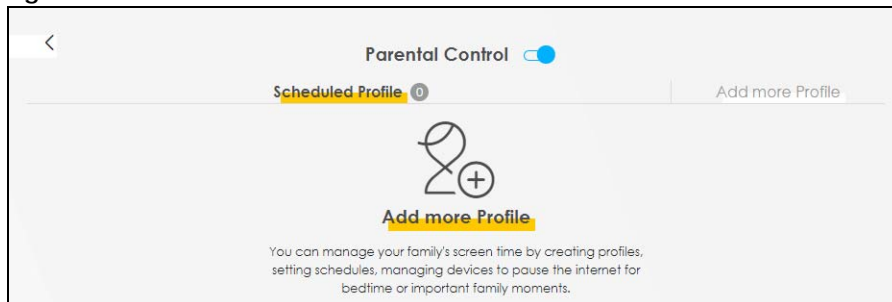 Parental Control
Scheduled Profile 0
Add more Profile
Add more Profile
You can manage your family's screen time by creating profiles,
setting schedules, managing devices to pause the internet for
bedtime or important family moments.